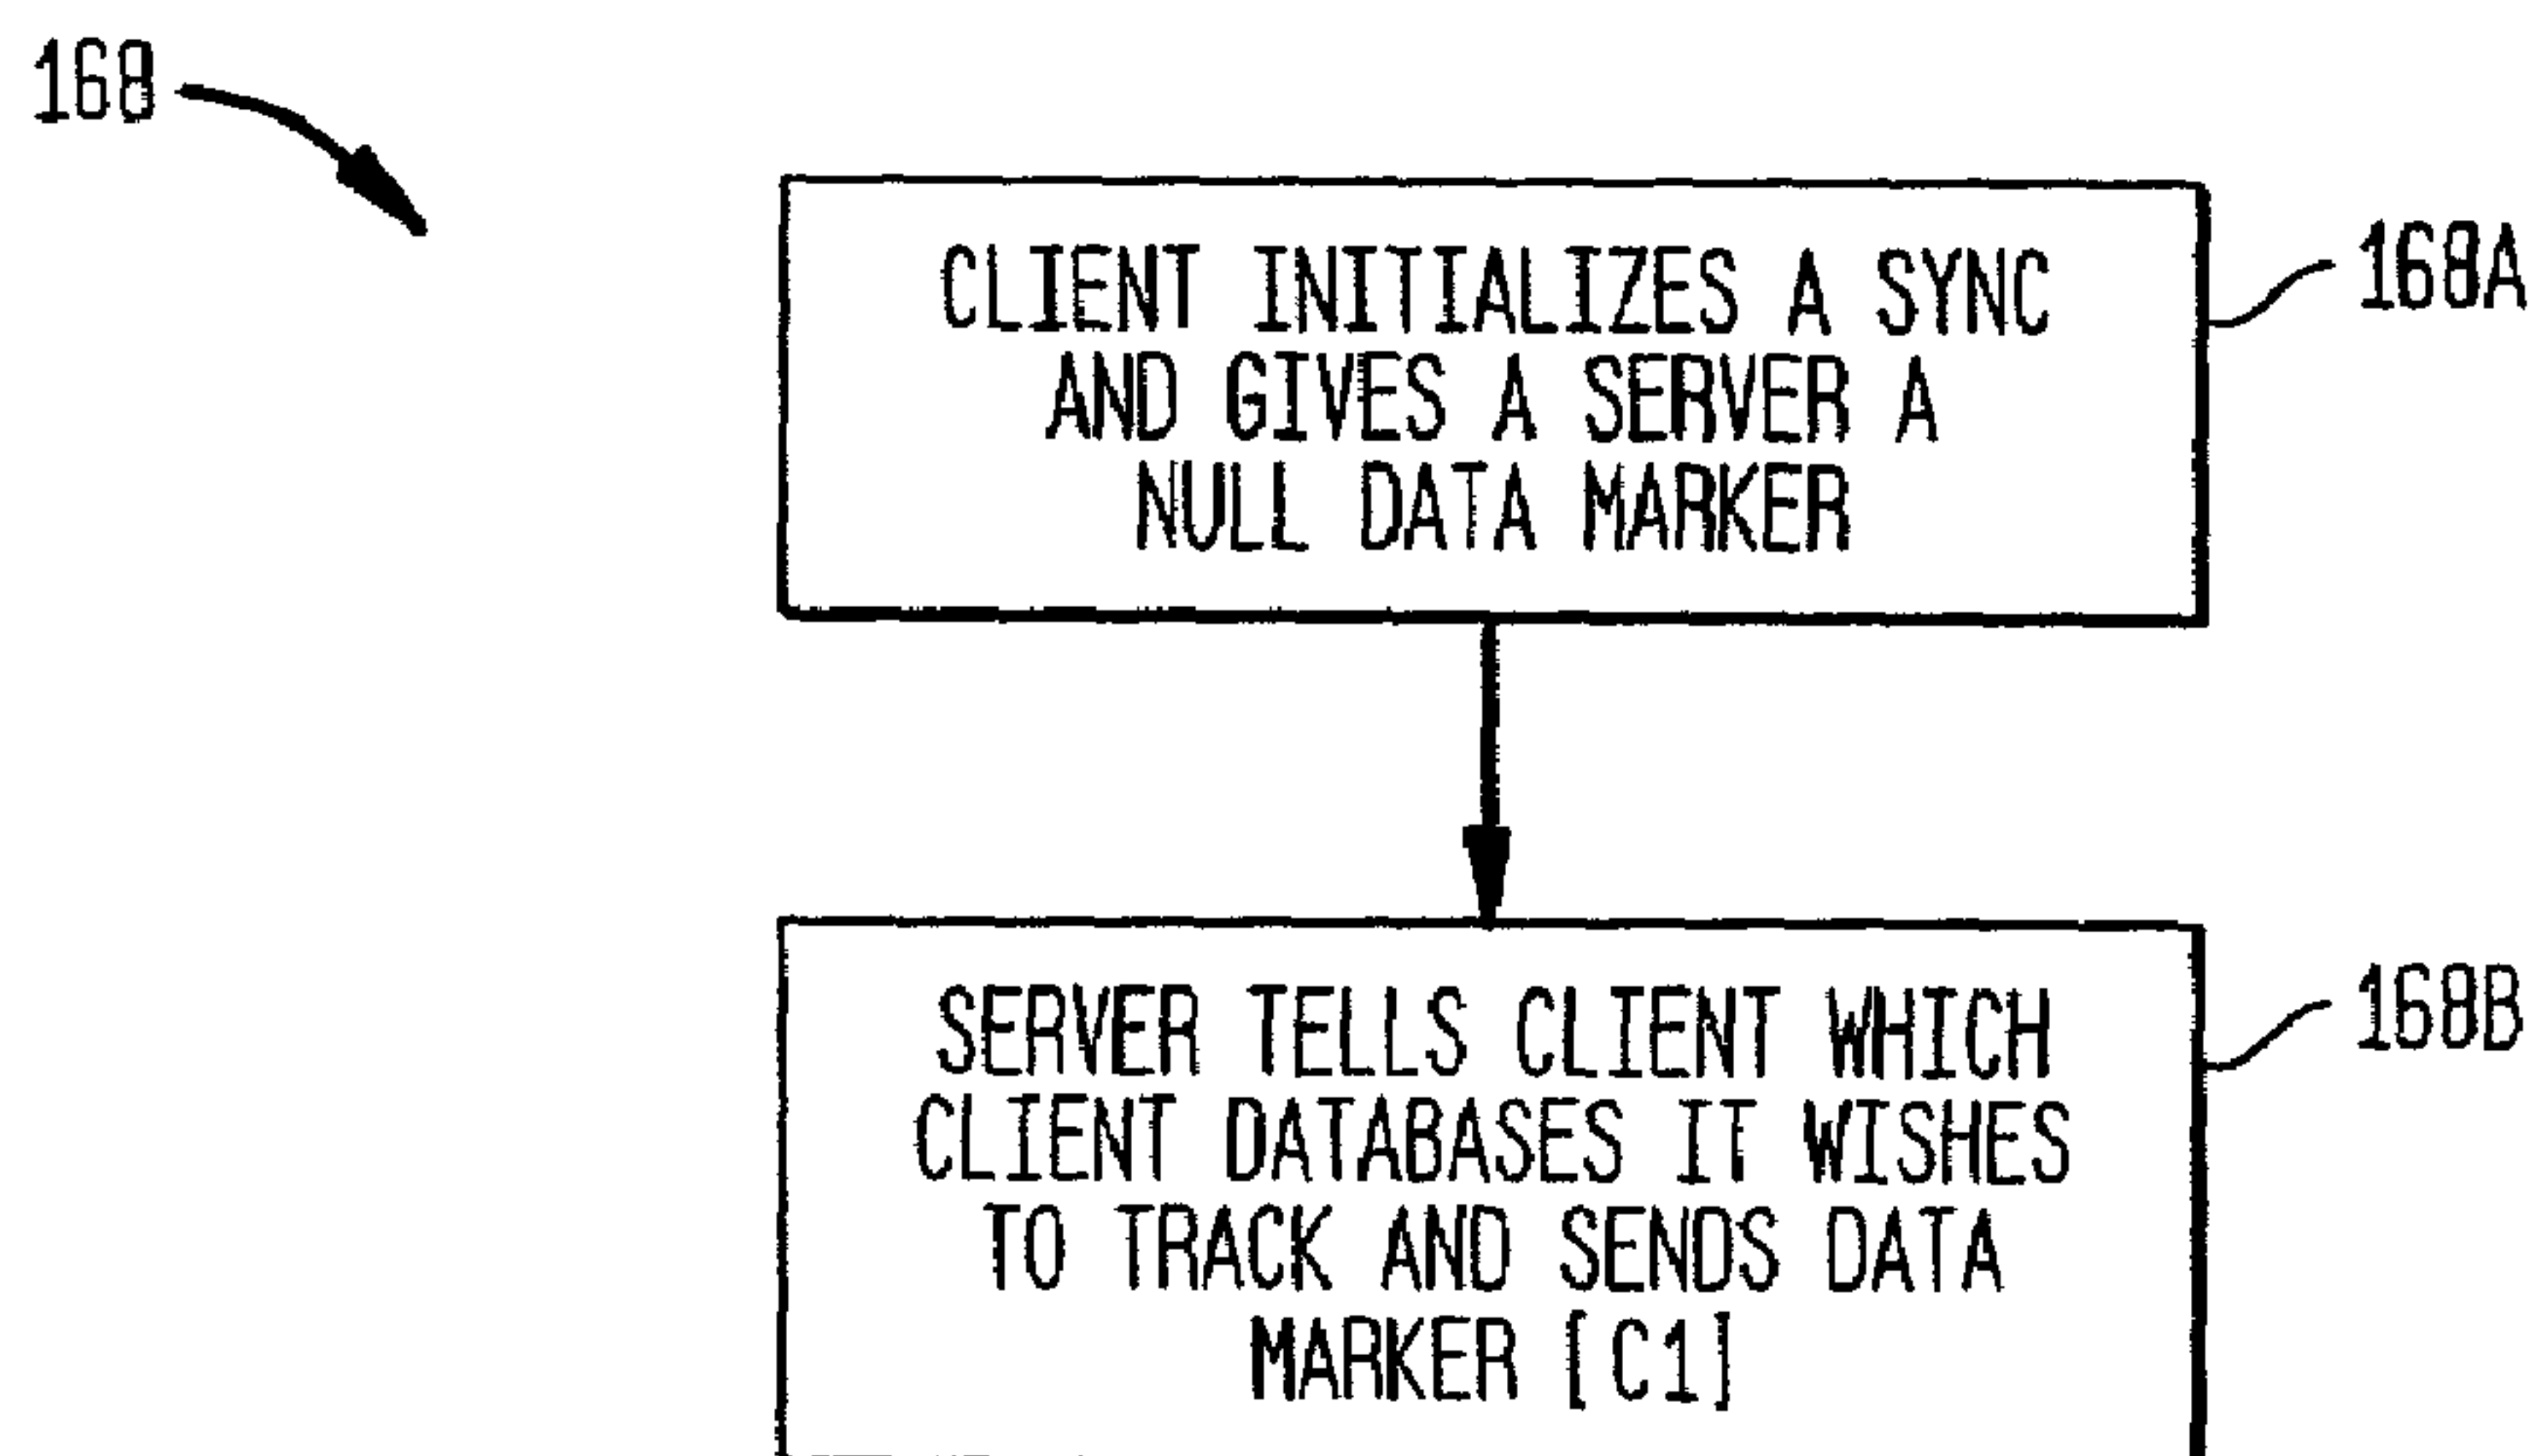 168
CLIENT INITIALIZES A SYNC
AND GIVES A SERVER A
NULL DATA MARKER
168A
SERVER TELLS CLIENT WHICH
CLIENT DATABASES IT WISHES
TO TRACK AND SENDS DATA
MARKER [C1]
168B